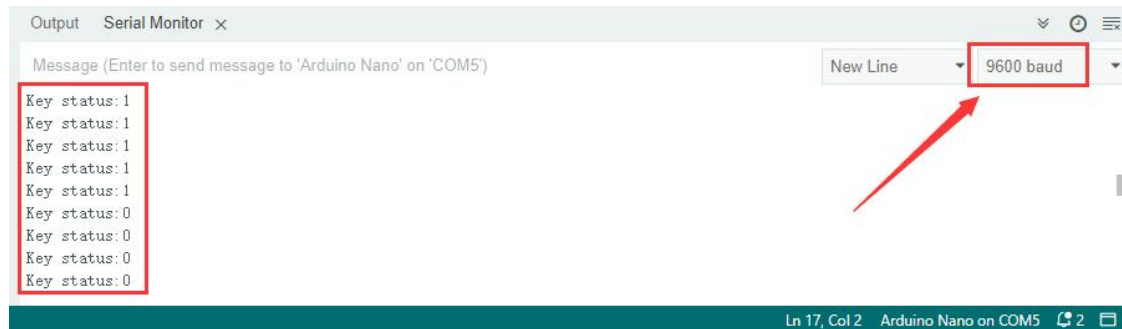 Output Serial Monitor ×
Message (Enter to send message to 'Arduino Nano' on 'COM5') New Line 9600 baud
Key status:1
Key status:1
Key status:1
Key status:1
Key status:1
Key status:0
Key status:0
Key status:0
Key status:0
Ln 17, Col 2 Arduino Nano on COM5 2